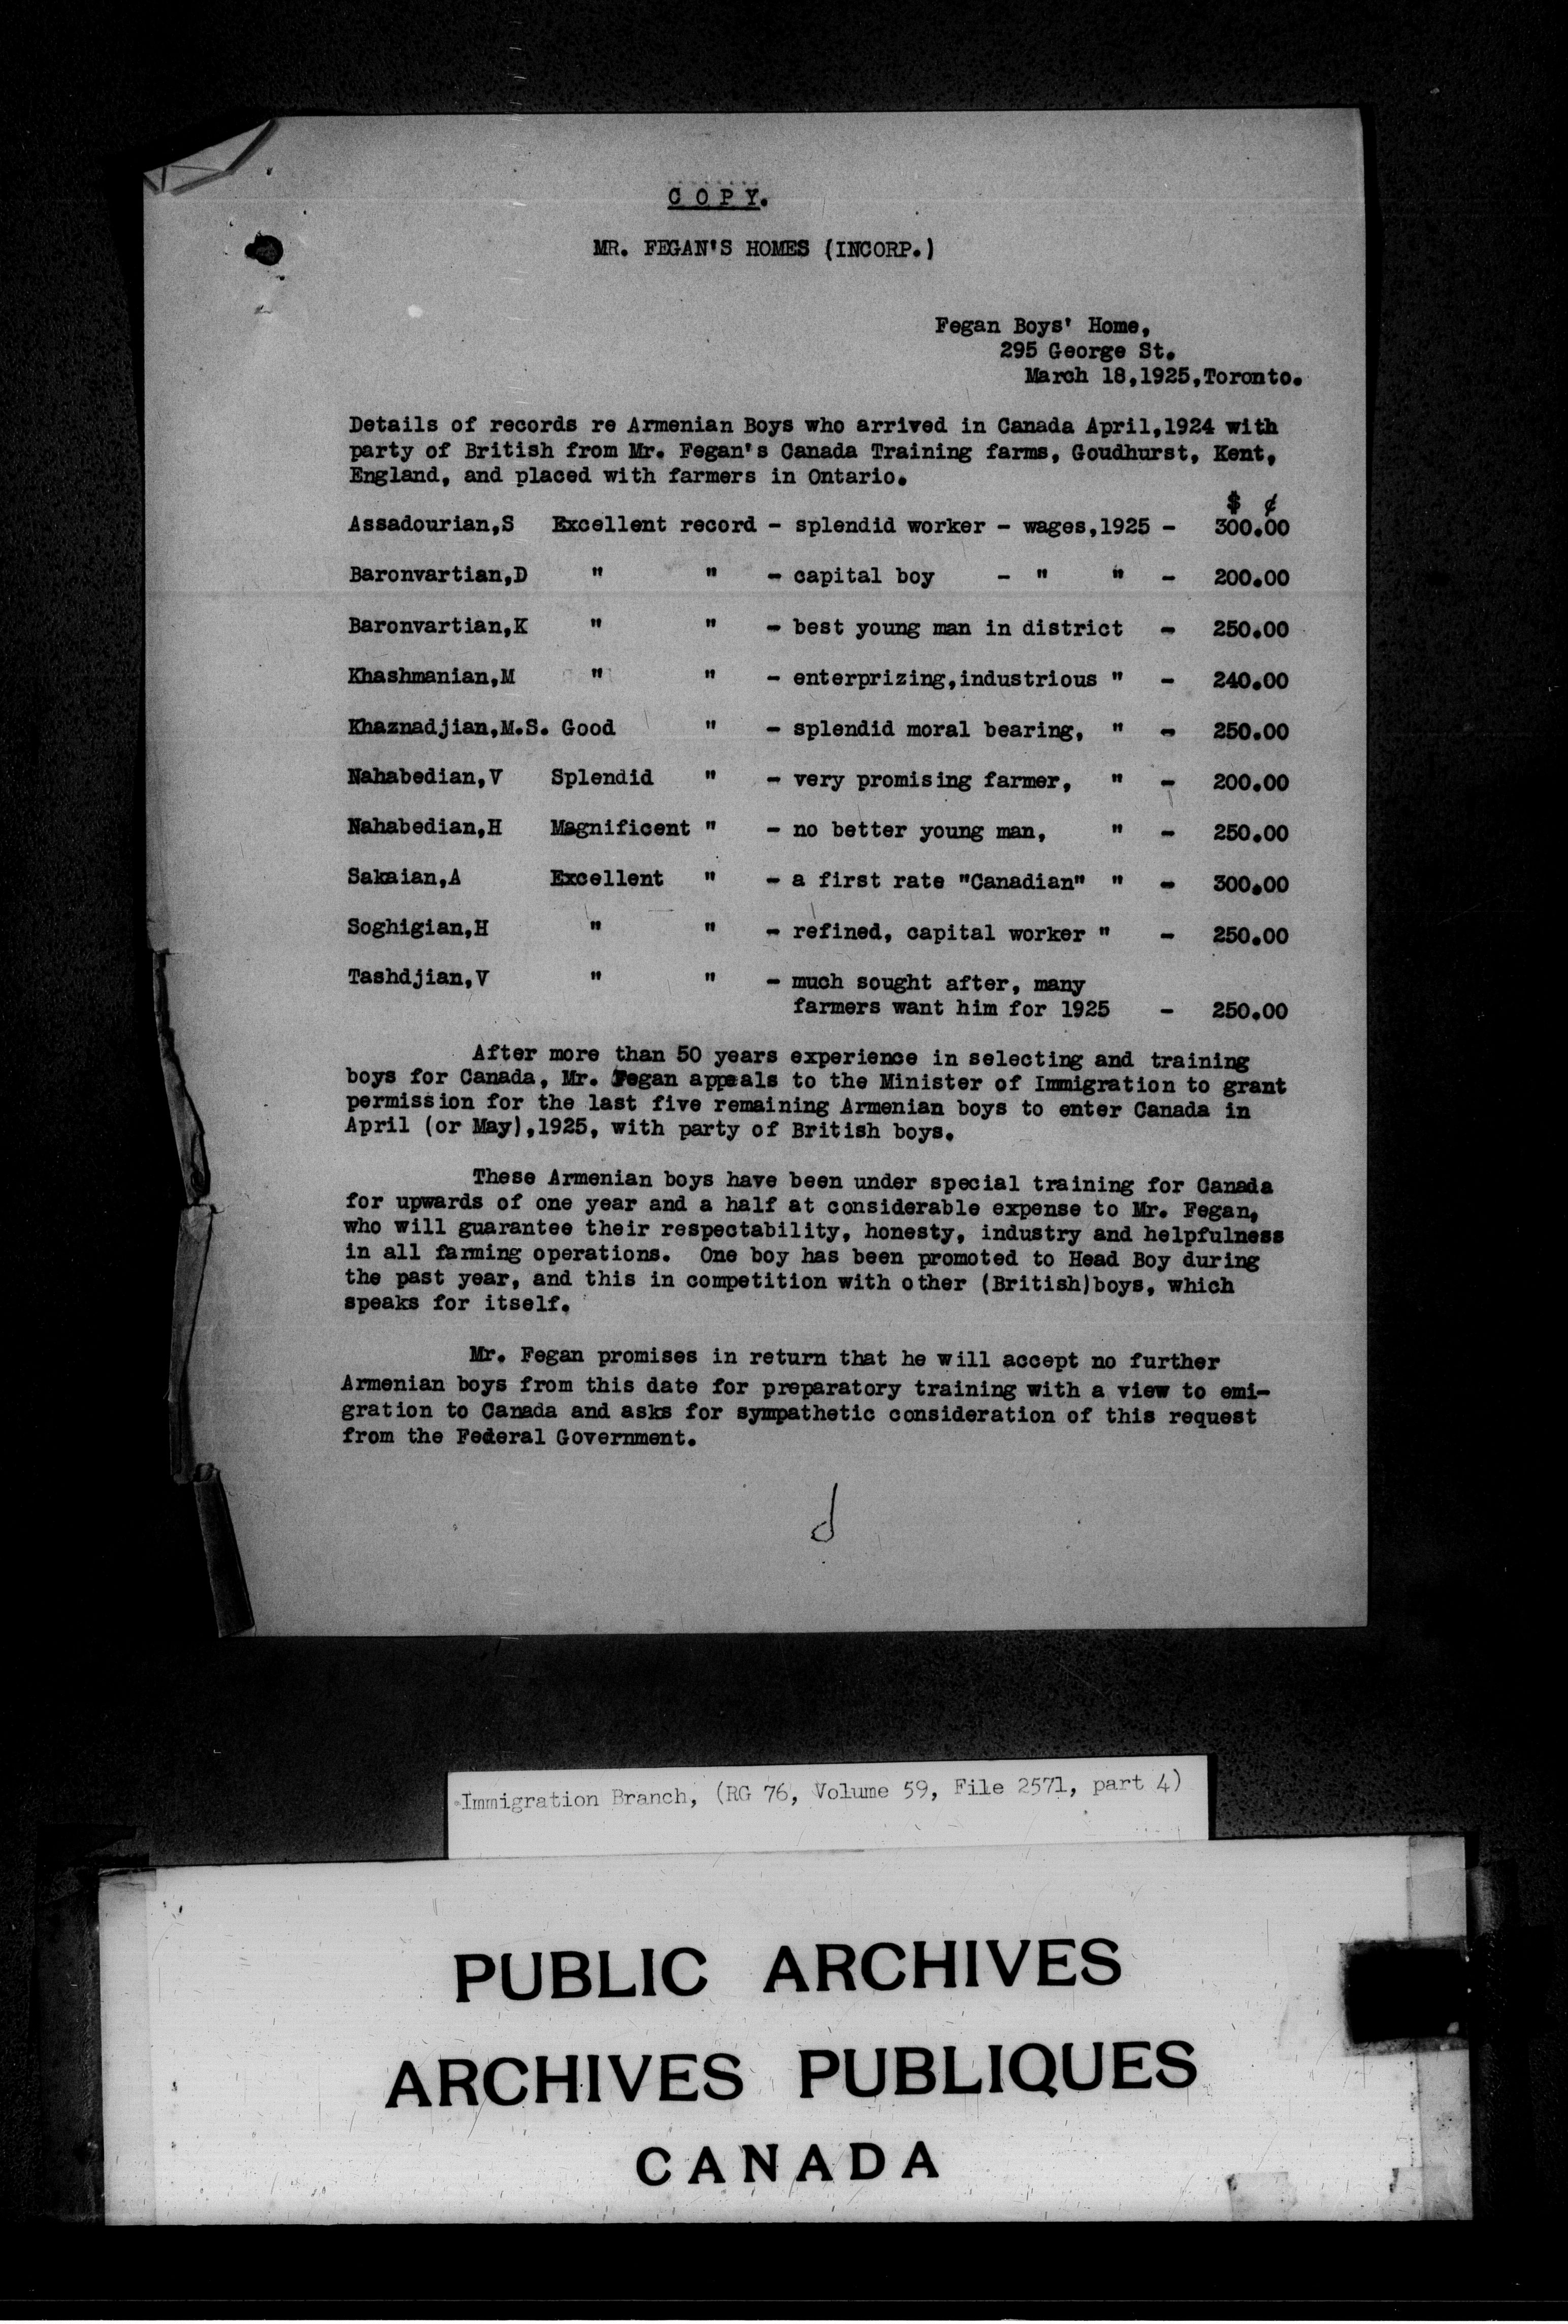 C O P Y.
MR. FEGAN'S HOMES (INCORP.)
Fegan Boys' Home,
295 George St.
March 18,1925,Toronto.
Details of records re Armenian Boys who arrived in Canada April,1924 with
party of British from Mr. Fegan's Canada Training farms, Goudhurst, Kent,
England, and placed with farmers in Ontario.
$ ¢
Assadourian,S Excellent record - splendid worker - wages,1925 - 300.00
Baronvartian,D " " - capital boy - " " - 200.00
Baronvartian,K " " - best young man in district - 250.00
Khashmanian,M " " - enterprizing,industrious " - 240.00
Khaznadjian,M.S. Good " - splendid moral bearing, " - 250.00
Nahabedian,V Splendid " - very promising farmer, " - 200.00
Nahabedian,H Magnificent " - no better young man, " - 250.00
Sakaian,A Excellent " - a first rate "Canadian" " - 300.00
Soghigian,H " " - refined, capital worker " - 250.00
Tashdjian,V " " - much sought after, many
farmers want him for 1925 - 250.00
After more than 50 years experience in selecting and training
boys for Canada, Mr. Fegan appeals to the Minister of Immigration to grant
permission for the last five remaining Armenian boys to enter Canada in
April (or May),1925, with party of British boys.
These Armenian boys have been under special training for Canada
for upwards of one year and a half at considerable expense to Mr. Fegan,
who will guarantee their respectability, honesty, industry and helpfulness
in all farming operations. One boy has been promoted to Head Boy during
the past year, and this in competition with other (British)boys, which
speaks for itself.
Mr. Fegan promises in return that he will accept no further
Armenian boys from this date for preparatory training with a view to emi-
gration to Canada and asks for sympathetic consideration of this request
from the Federal Government.
d
Immigration Branch, (RG 76, Volume 59, File 2571, part 4)
PUBLIC ARCHIVES
ARCHIVES PUBLIQUES
CANADA